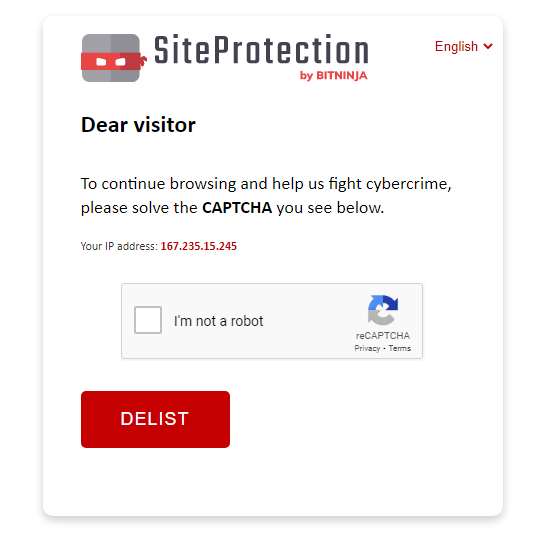 SiteProtection
by BITNINJA
English
Dear visitor
To continue browsing and help us fight cybercrime,
please solve the CAPTCHA you see below.
Your IP address: 167.235.15.245
I'm not a robot
reCAPTCHA
Privacy - Terms
DELIST